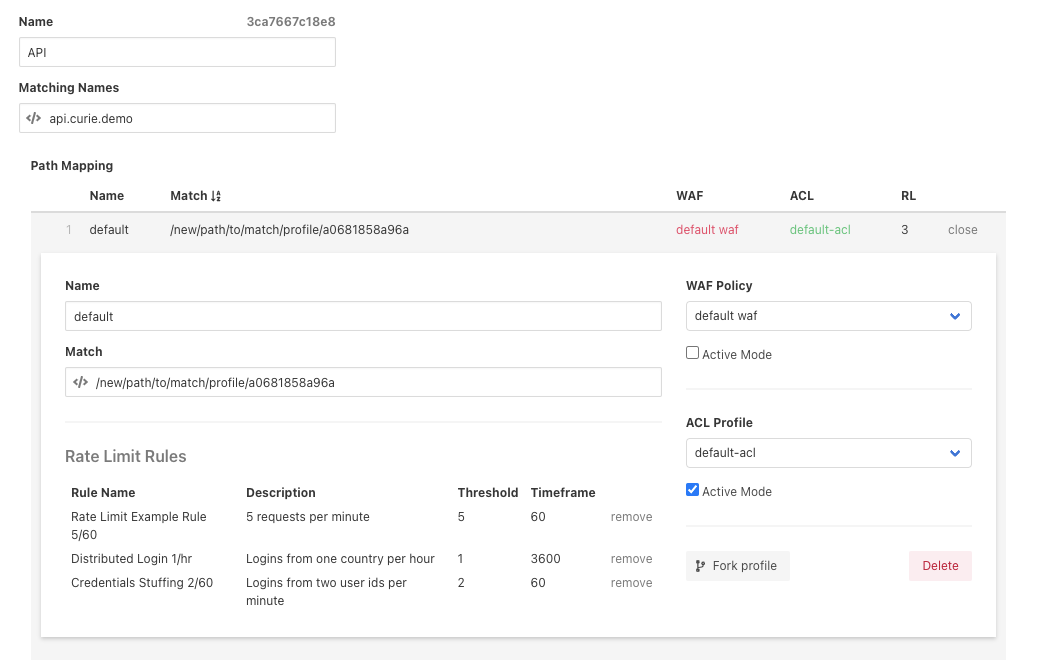 Name 3ca7667c18e8
API
Matching Names
</> api.curie.demo
Path Mapping
Name Match WAF ACL RL
1 default /new/path/to/match/profile/a0681858a96a default waf default-acl 3 close
Name
default
Match
</> /new/path/to/match/profile/a0681858a96a
WAF Policy
default waf
Active Mode
ACL Profile
default-acl
Active Mode
Rate Limit Rules
Rule Name Description Threshold Timeframe
Rate Limit Example Rule 5 requests per minute 5 60 remove
5/60
Distributed Login 1/hr Logins from one country per hour 1 3600 remove
Credentials Stuffing 2/60 Logins from two user ids per 2 60 remove
minute
Fork profile Delete